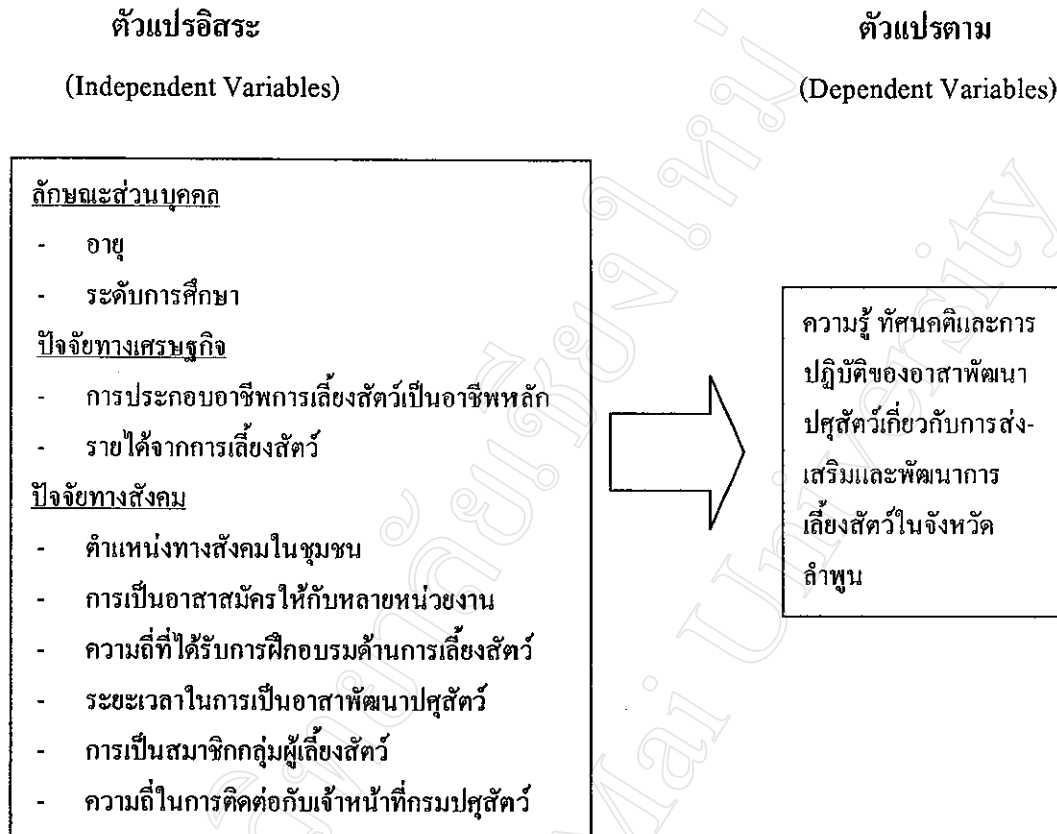 ตัวแปรอิสระ
(Independent Variables)
ตัวแปรตาม
(Dependent Variables)
ลักษณะส่วนบุคคล
- อายุ
- ระดับการศึกษา
ปัจจัยทางเศรษฐกิจ
- การประกอบอาชีพการเลี้ยงสัตว์เป็นอาชีพหลัก
- รายได้จากการเลี้ยงสัตว์
ปัจจัยทางสังคม
- ตำแหน่งทางสังคมในชุมชน
- การเป็นอาสาสมัครให้กับหลายหน่วยงาน
- ความถี่ที่ได้รับการฝึกอบรมด้านการเลี้ยงสัตว์
- ระยะเวลาในการเป็นอาสาพัฒนาปศุสัตว์
- การเป็นสมาชิกกลุ่มผู้เลี้ยงสัตว์
- ความถี่ในการติดต่อกับเจ้าหน้าที่กรมปศุสัตว์
ความรู้ ทัศนคติและการ
ปฏิบัติของอาสาพัฒนา
ปศุสัตว์เกี่ยวกับการส่ง-
เสริมและพัฒนาการ
เลี้ยงสัตว์ในจังหวัด
ลำพูน
ทยาลัยเชียงใหม่
Mai University